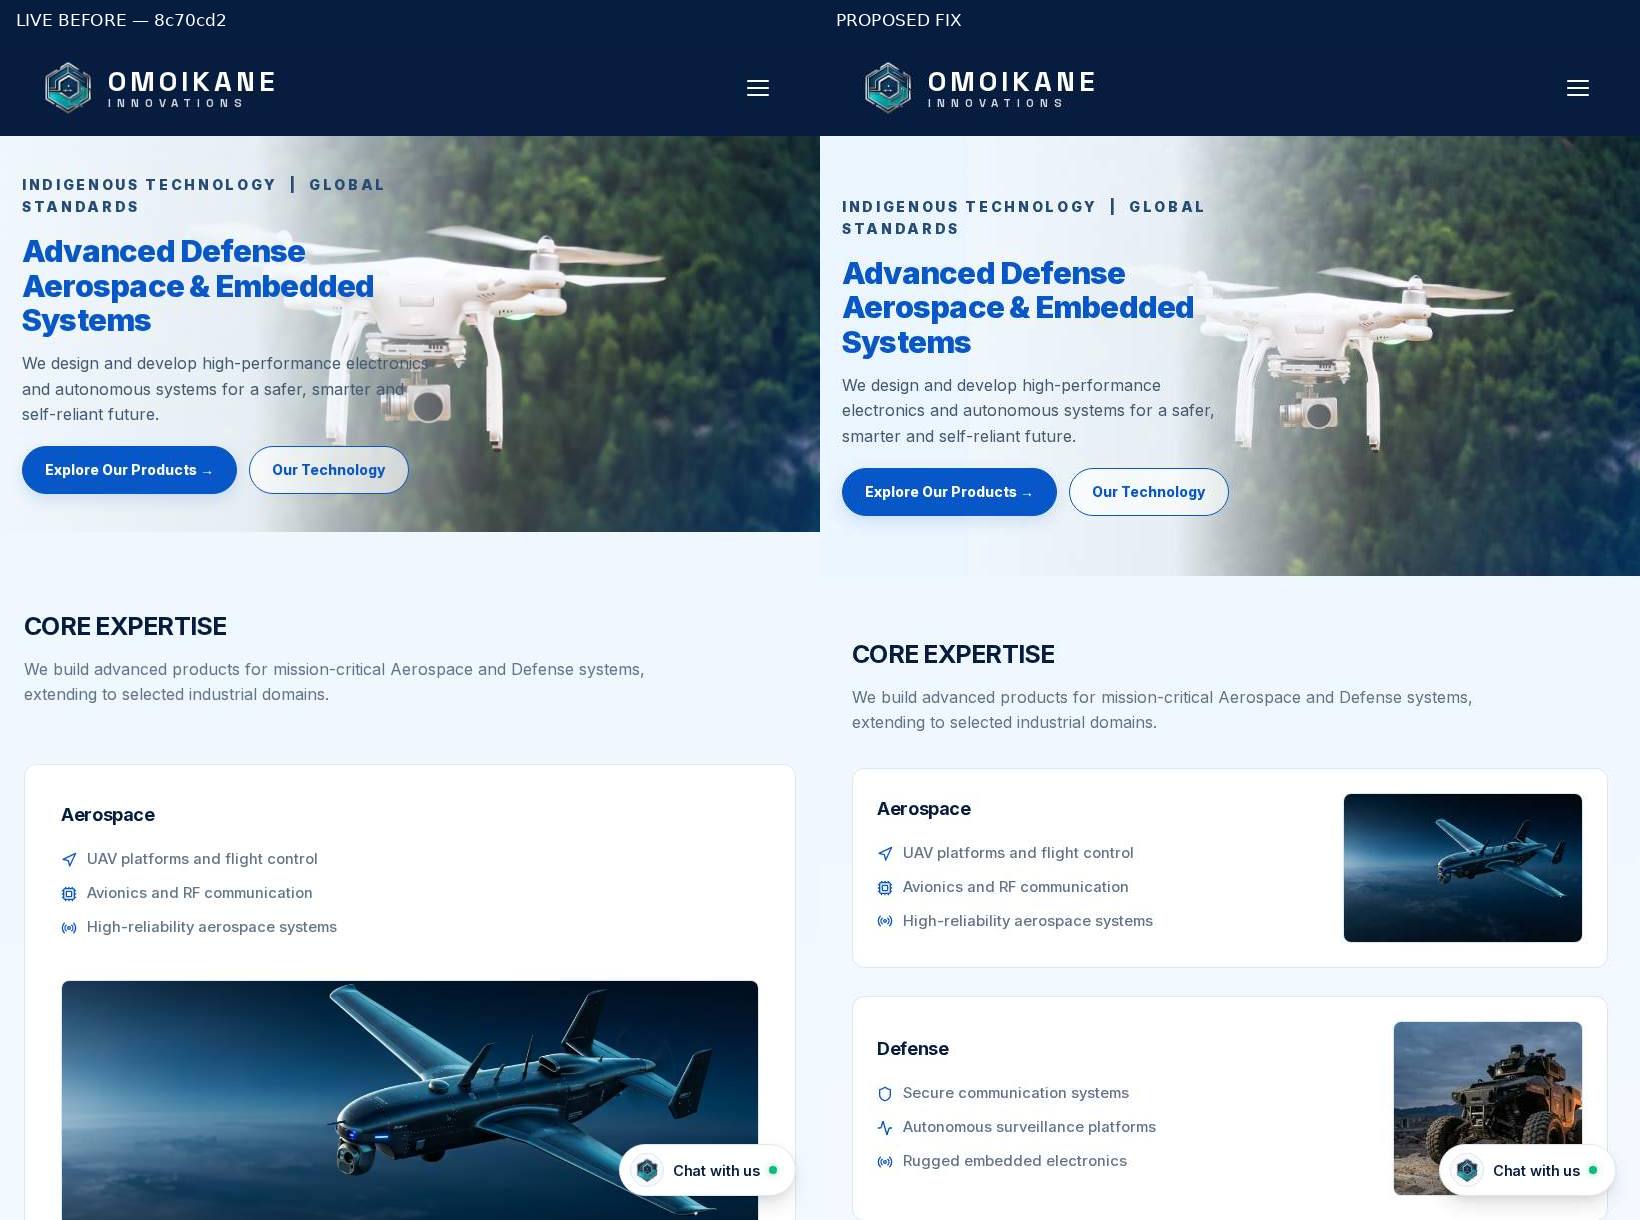 LIVE BEFORE — 8c70cd2
OMOIKANE
INNOVATIONS
INDIGENOUS TECHNOLOGY | GLOBAL
STANDARDS
Advanced Defense
Aerospace & Embedded
Systems
We design and develop high-performance electronics
and autonomous systems for a safer, smarter and
self-reliant future.
Explore Our Products →
Our Technology
CORE EXPERTISE
We build advanced products for mission-critical Aerospace and Defense systems,
extending to selected industrial domains.
Aerospace
UAV platforms and flight control
Avionics and RF communication
High-reliability aerospace systems
Chat with us
PROPOSED FIX
OMOIKANE
INNOVATIONS
INDIGENOUS TECHNOLOGY | GLOBAL
STANDARDS
Advanced Defense
Aerospace & Embedded
Systems
We design and develop high-performance
electronics and autonomous systems for a safer,
smarter and self-reliant future.
Explore Our Products →
Our Technology
CORE EXPERTISE
We build advanced products for mission-critical Aerospace and Defense systems,
extending to selected industrial domains.
Aerospace
UAV platforms and flight control
Avionics and RF communication
High-reliability aerospace systems
Defense
Secure communication systems
Autonomous surveillance platforms
Rugged embedded electronics
Chat with us